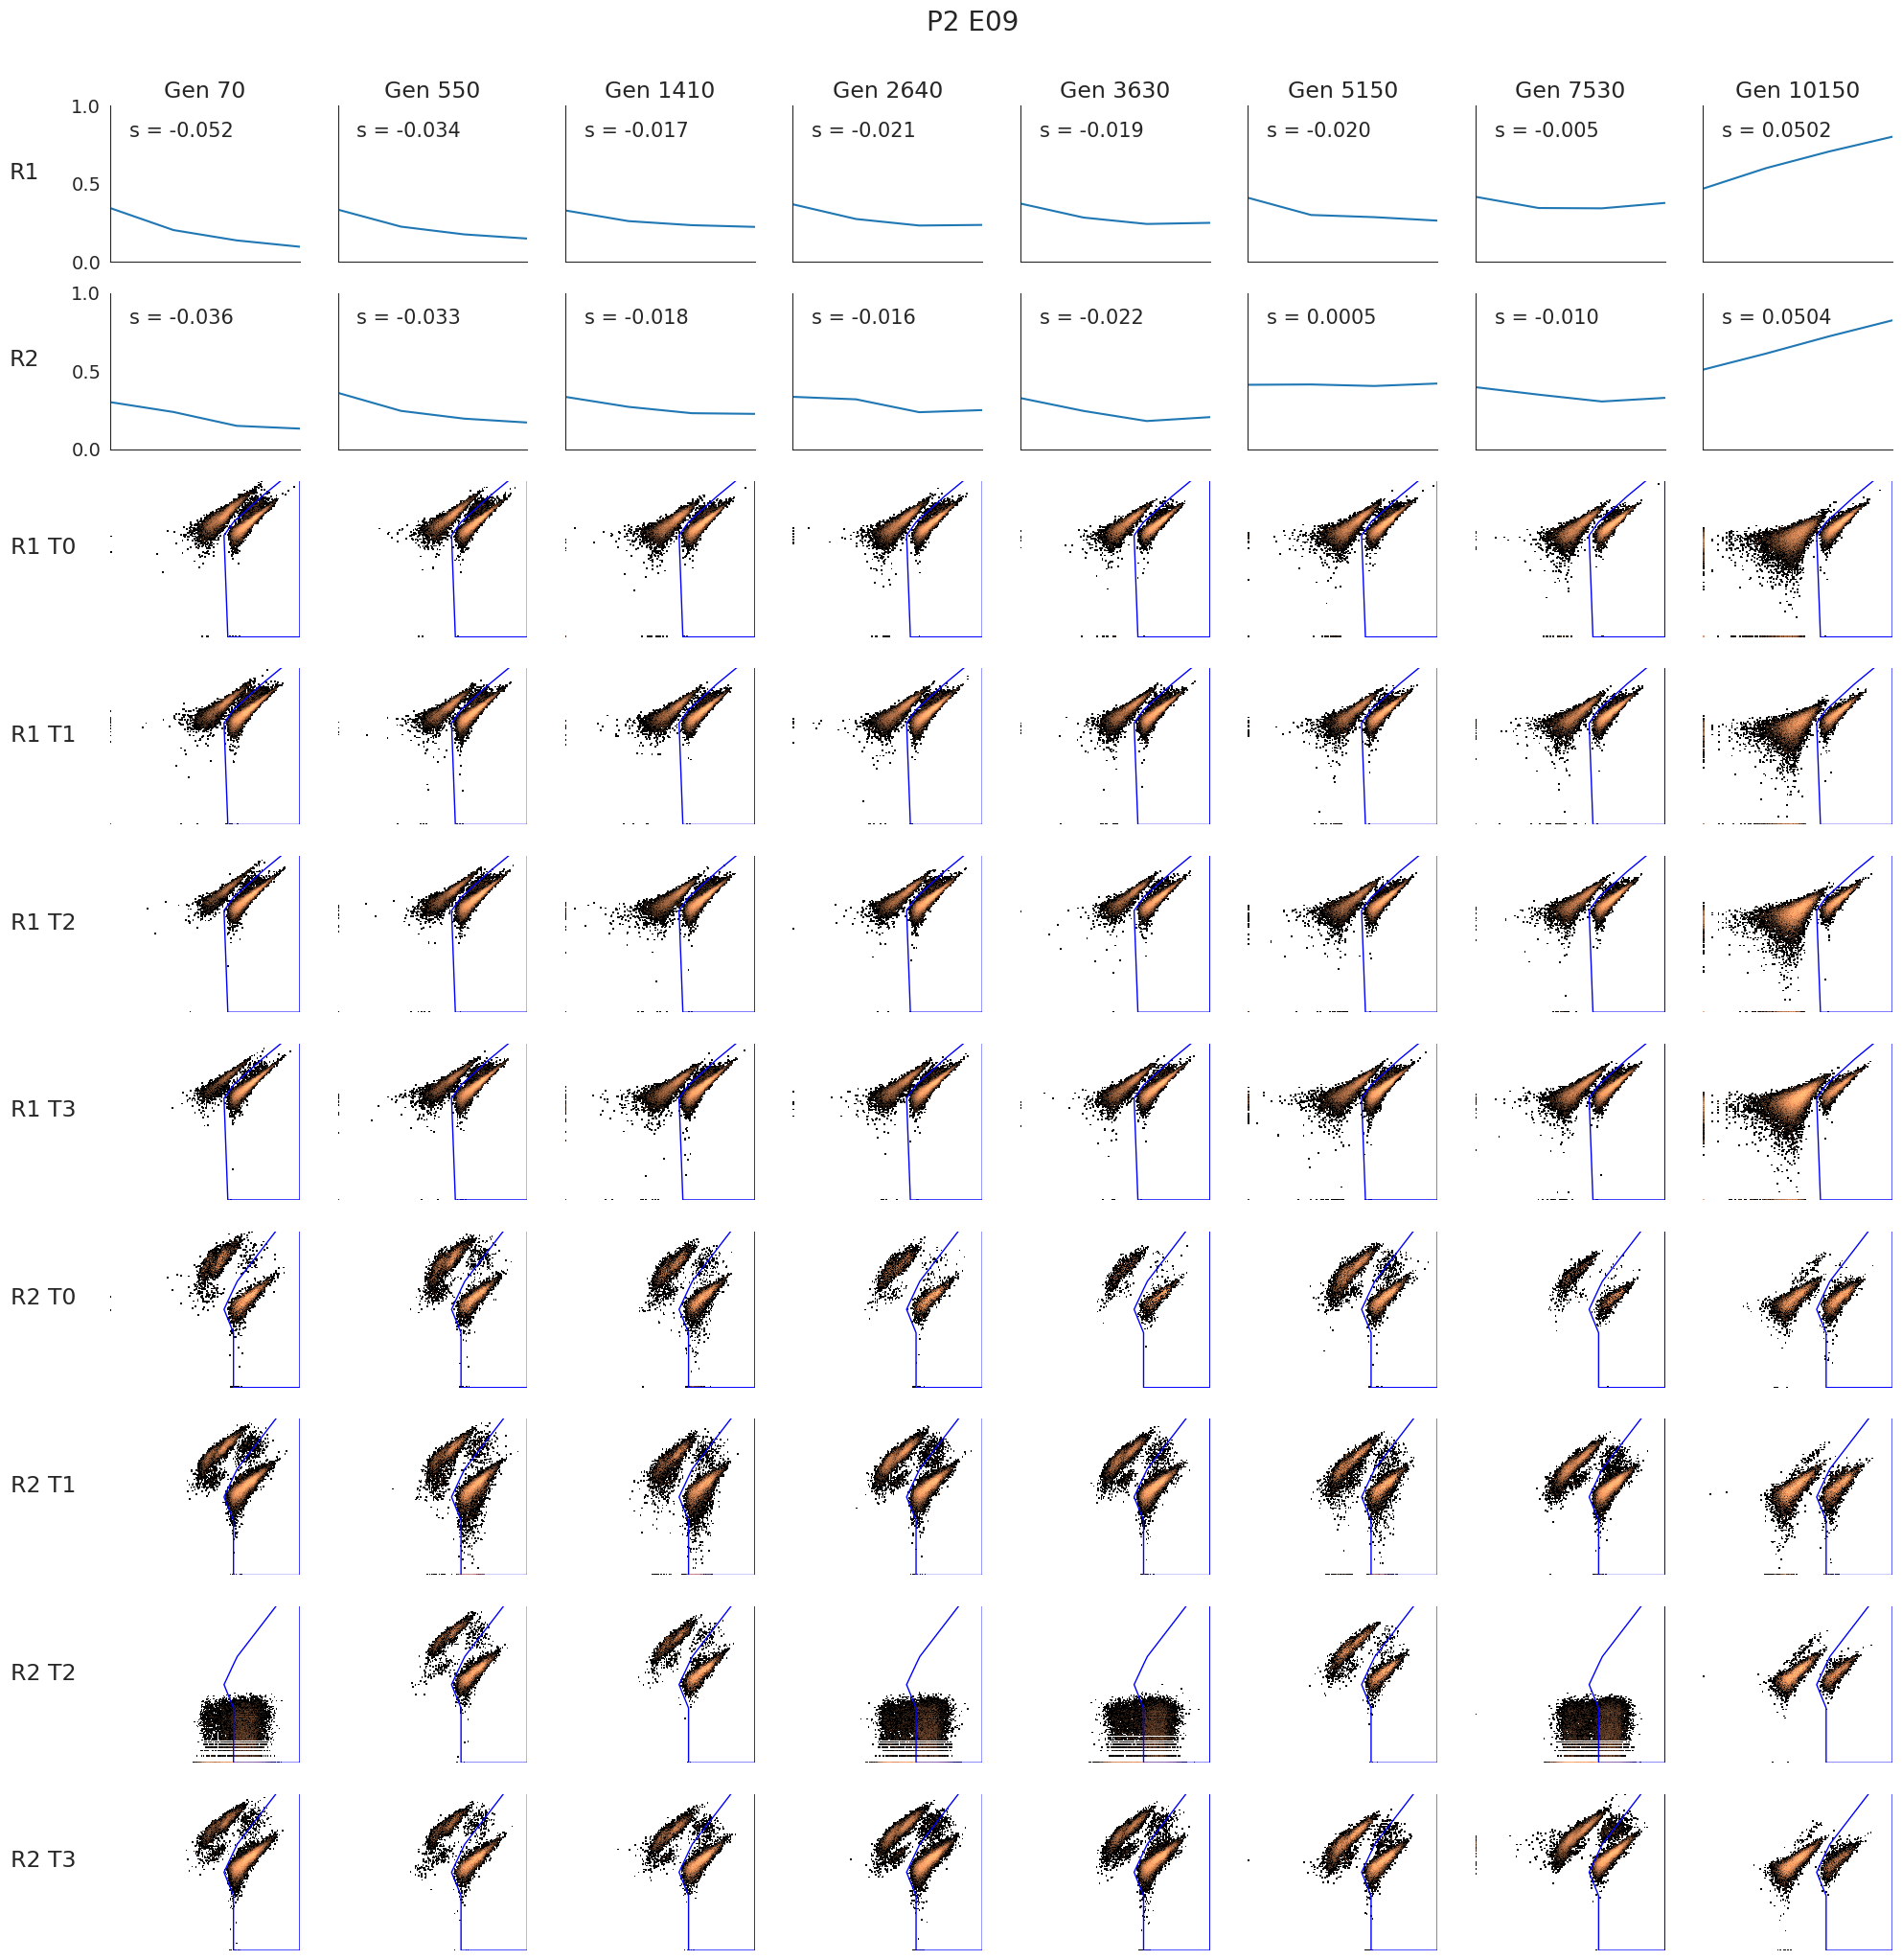 P2 E09
Gen 70 Gen 550 Gen 1410 Gen 2640 Gen 3630 Gen 5150 Gen 7530 Gen 10150
1.0
s = -0.052 s = -0.034 s = -0.017 s = -0.021 s = -0.019 s = -0.020 s = -0.005 s = 0.0502
R1
0.5
0.0
1.0
s = -0.036 s = -0.033 s = -0.018 s = -0.016 s = -0.022 s = 0.0005 s = -0.010 s = 0.0504
R2
0.5
0.0
R1 T0
R1 T1
R1 T2
R1 T3
R2 T0
R2 T1
R2 T2
R2 T3